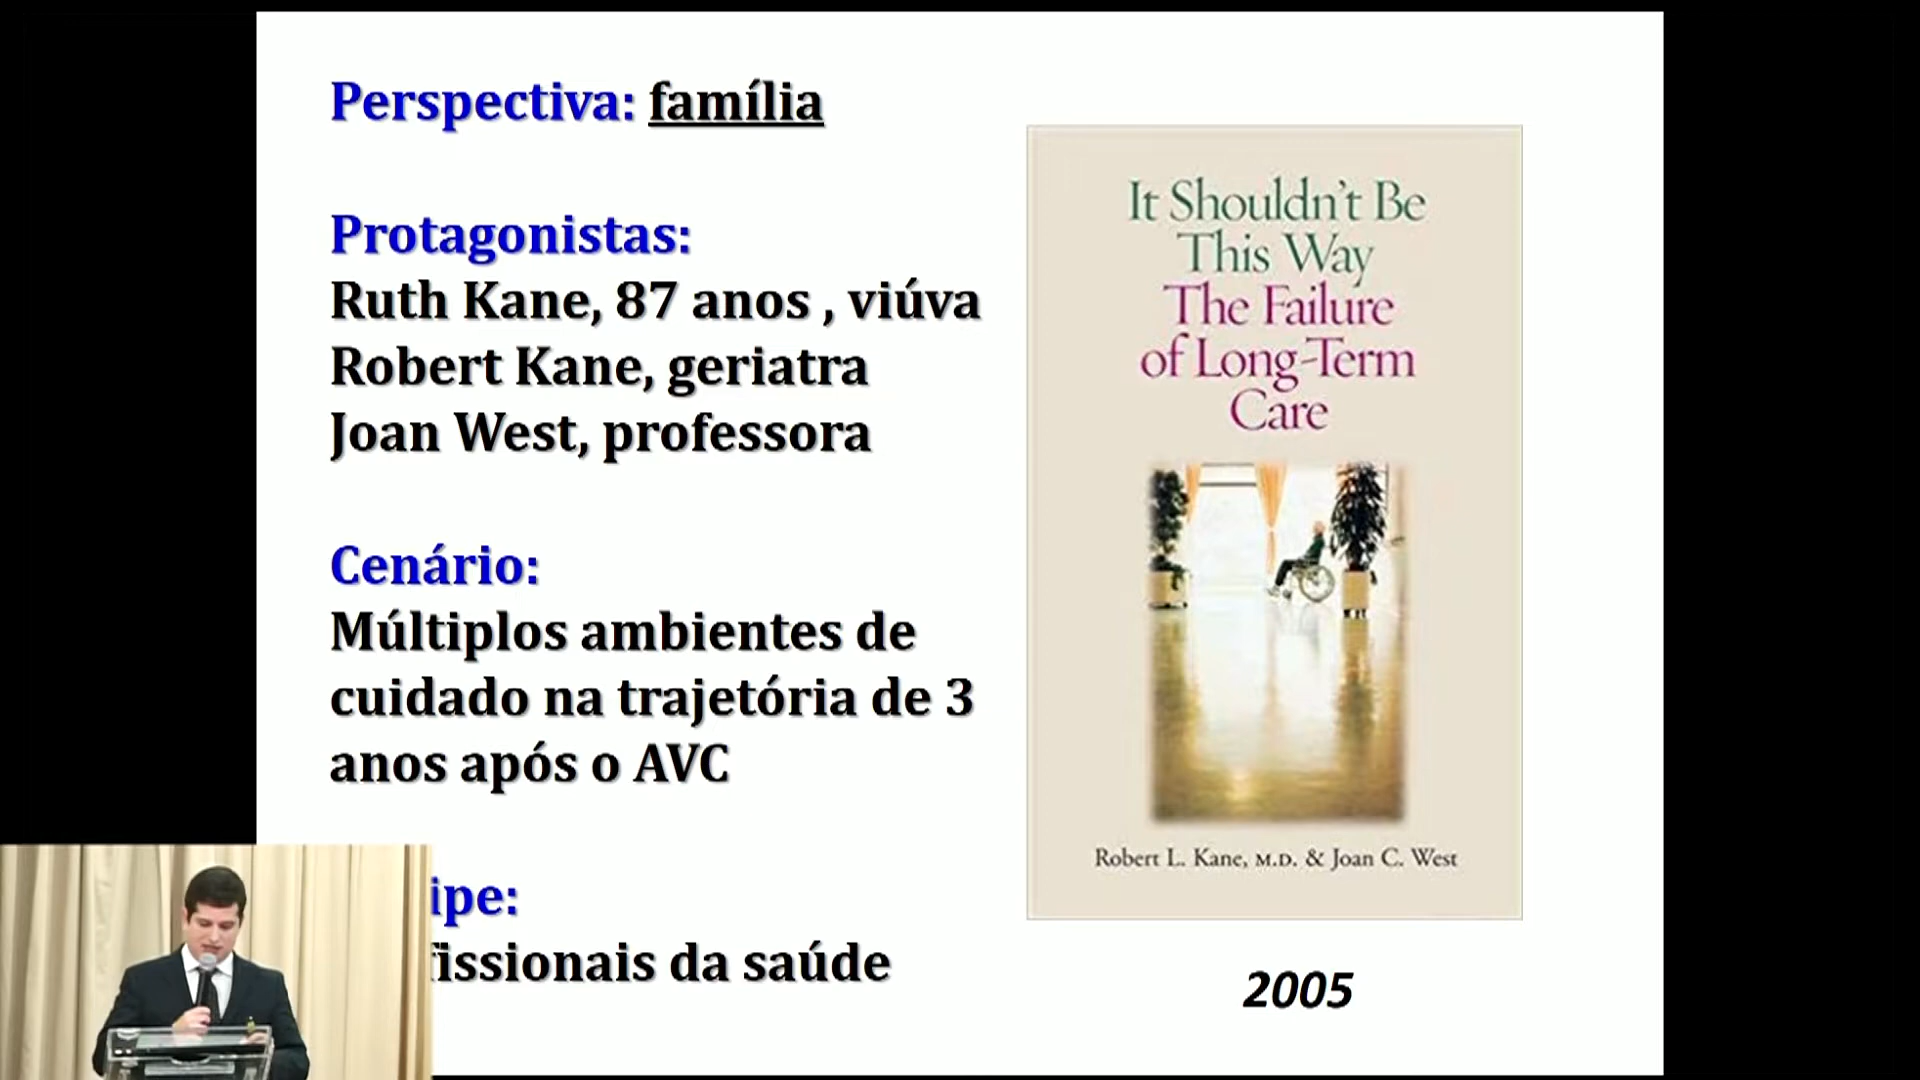 Perspectiva: família
Protagonistas:
Ruth Kane, 87 anos , viúva
Robert Kane, geriatra
Joan West, professora
Cenário:
Múltiplos ambientes de
cuidado na trajetória de 3
anos após o AVC
ipe:
fissionais da saúde
It Shouldn't Be
This Way
The Failure
of Long-Term
Care
Robert L. Kane, M.D. & Joan C. West
2005